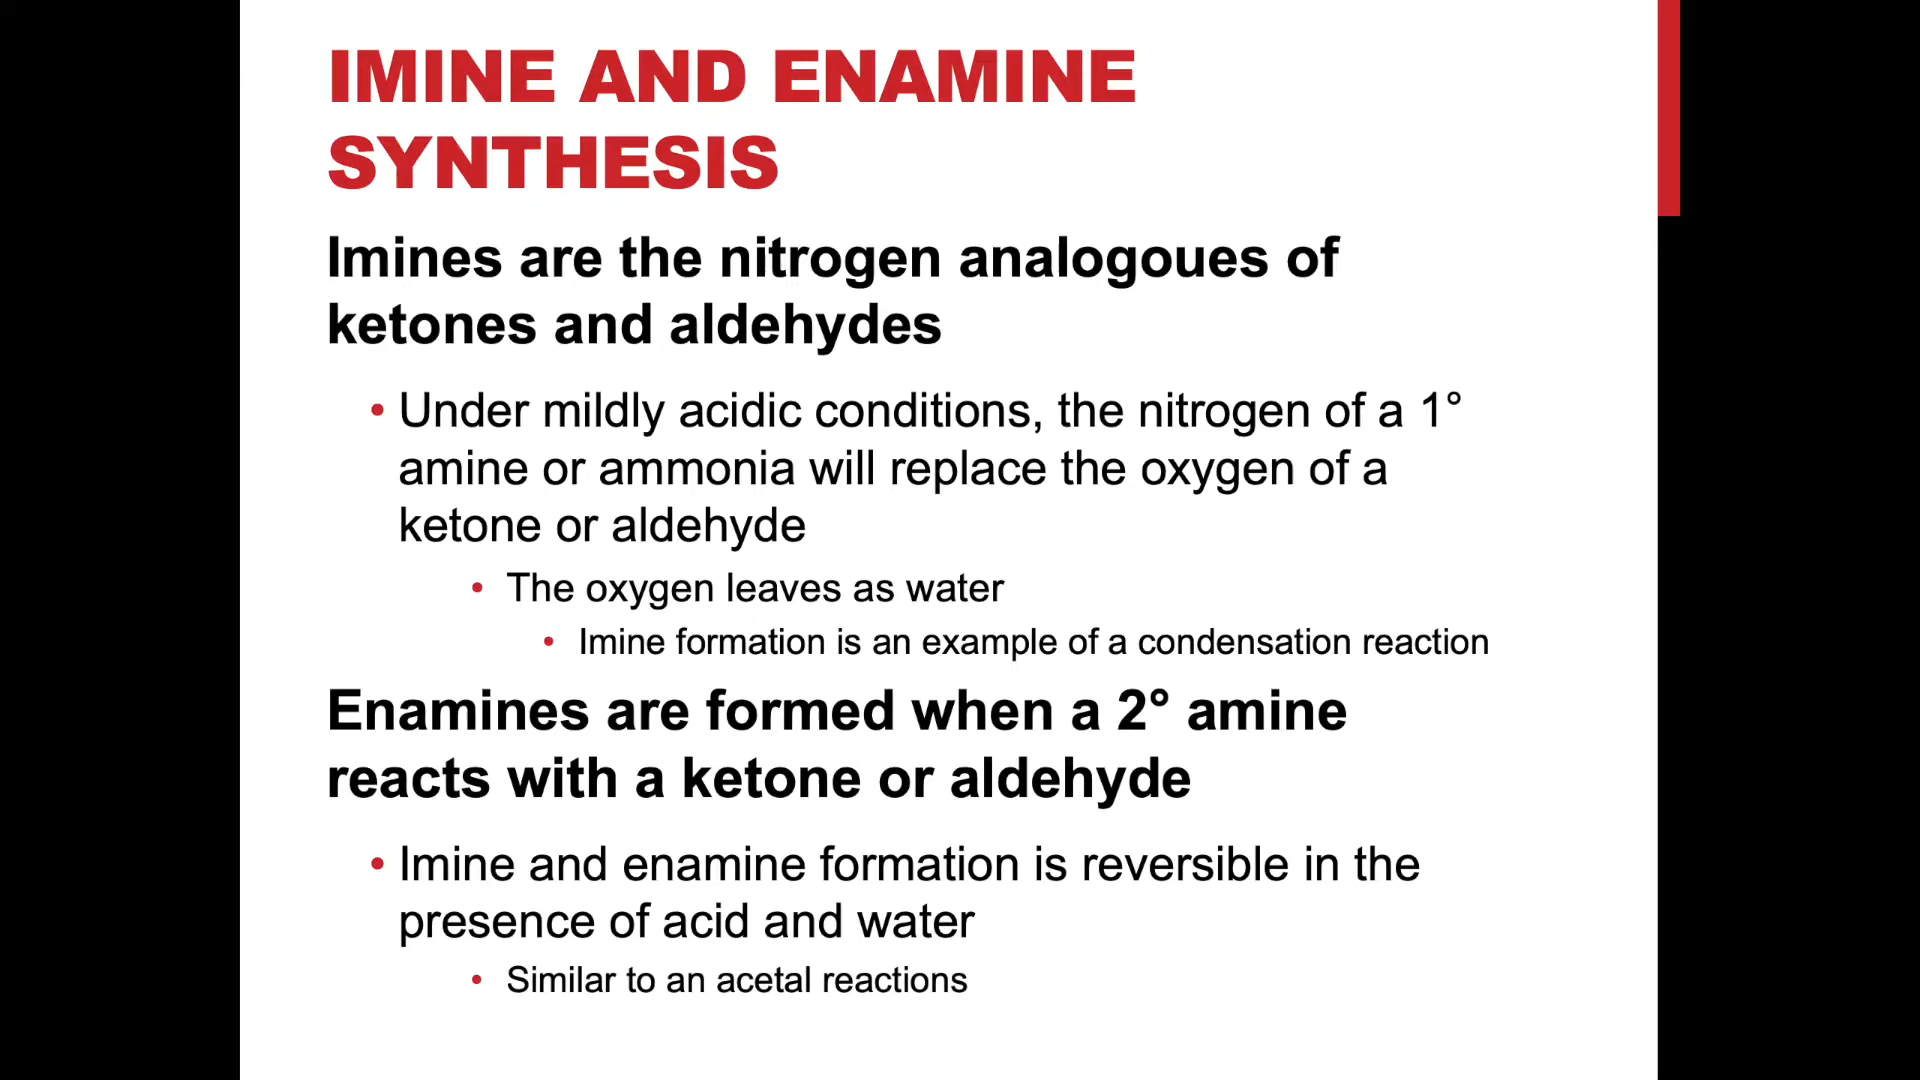 IMINE AND ENAMINE
SYNTHESIS
Imines are the nitrogen analogoues of
ketones and aldehydes
• Under mildly acidic conditions, the nitrogen of a 1°
amine or ammonia will replace the oxygen of a
ketone or aldehyde
• The oxygen leaves as water
• Imine formation is an example of a condensation reaction
Enamines are formed when a 2° amine
reacts with a ketone or aldehyde
• Imine and enamine formation is reversible in the
presence of acid and water
• Similar to an acetal reactions